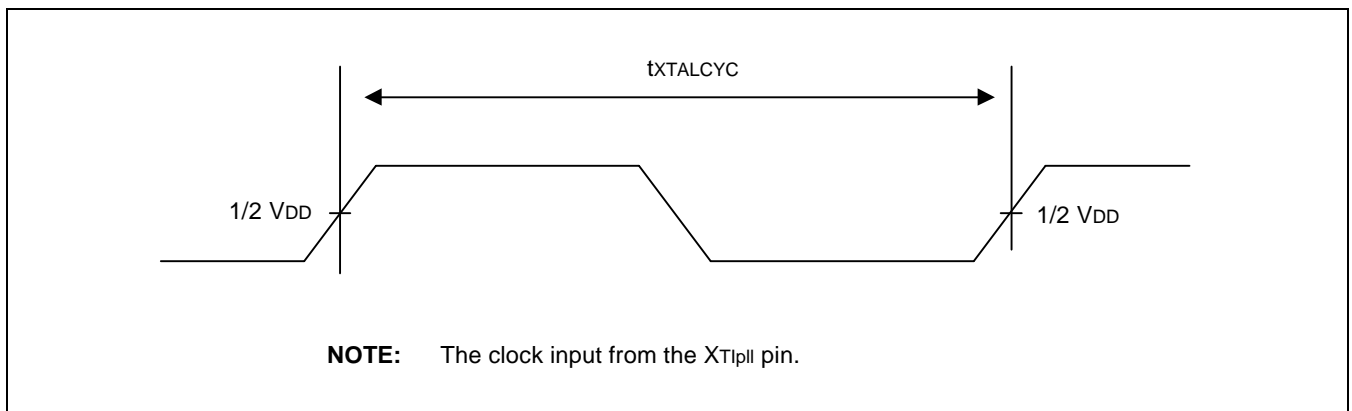 tXTALCYC
1/2 VDD
1/2 VDD
NOTE: The clock input from the XTIpll pin.